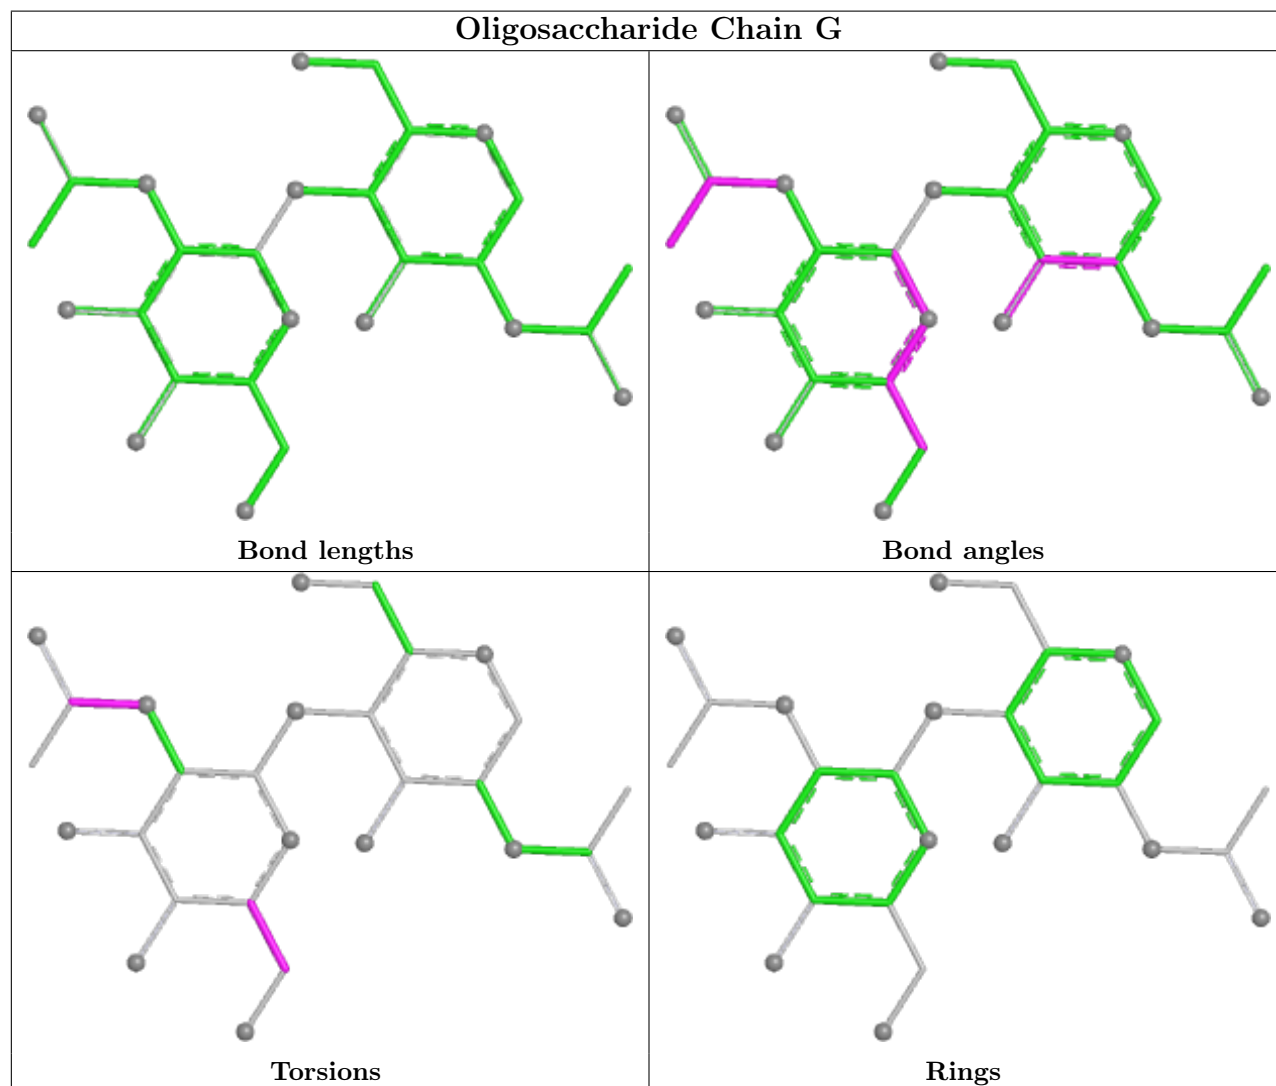 Oligosaccharide Chain G
Bond lengths
Bond angles
Torsions
Rings